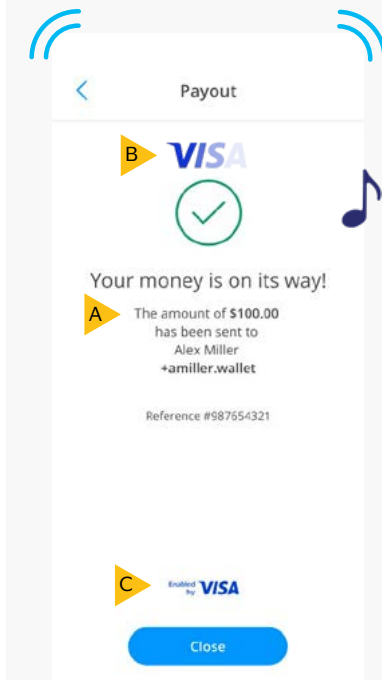 Payout
B
VISA
Your money is on its way!
A
The amount of $100.00
has been sent to
Alex Miller
+amiller.wallet
Reference #987654321
C
Enabled
by VISA
Close